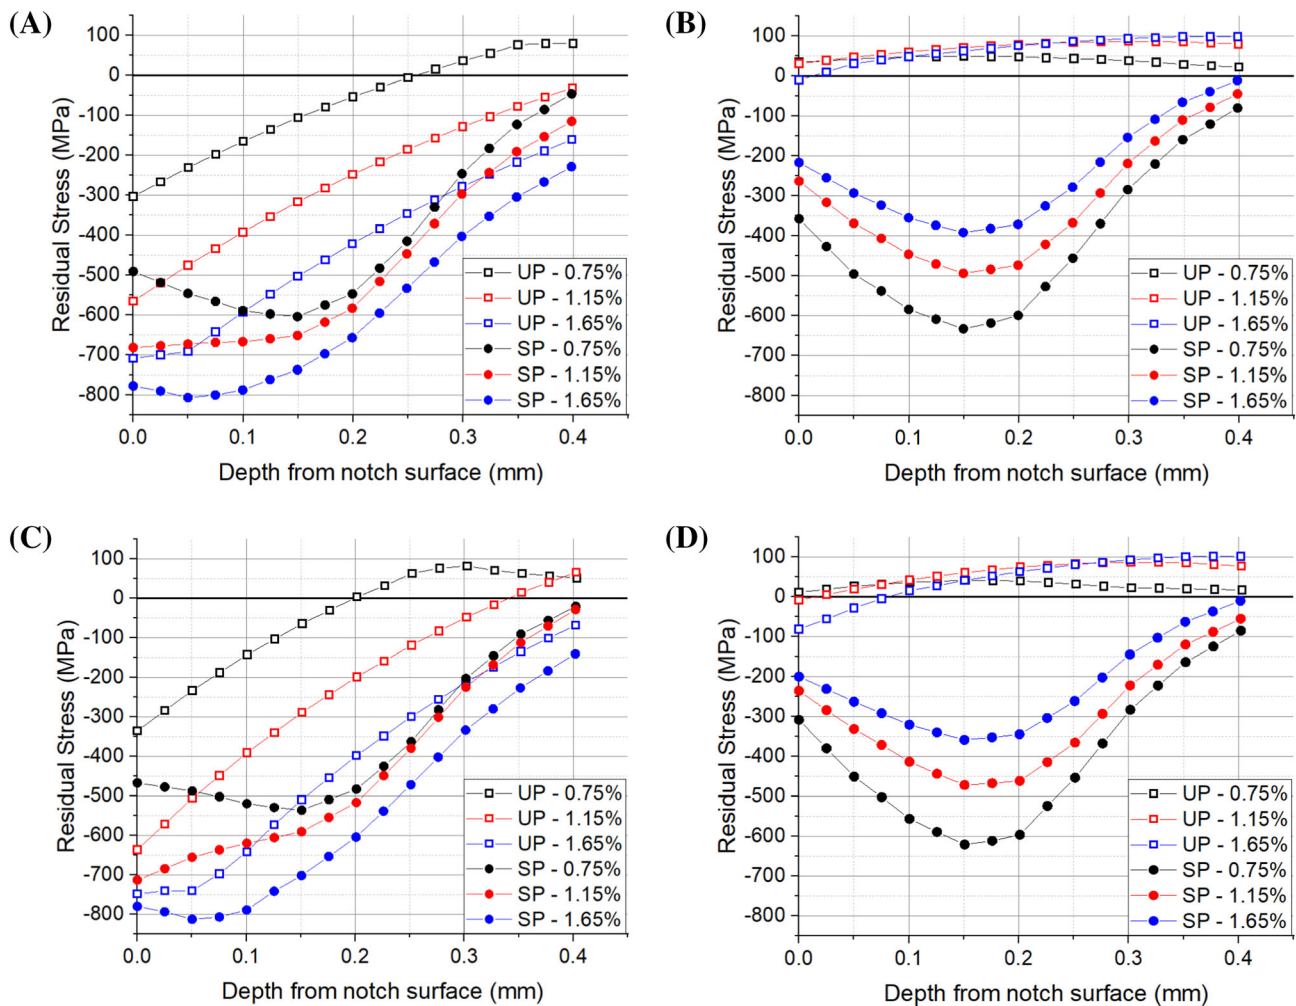 (A)
100
0
-100
-200
-300
-400
-500
-600
-700
-800
Residual Stress (MPa)
UP - 0.75%
UP - 1.15%
UP - 1.65%
SP - 0.75%
SP - 1.15%
SP - 1.65%
0.0 0.1 0.2 0.3 0.4
Depth from notch surface (mm)
(B)
100
0
-100
-200
-300
-400
-500
-600
-700
-800
Residual Stress (MPa)
UP - 0.75%
UP - 1.15%
UP - 1.65%
SP - 0.75%
SP - 1.15%
SP - 1.65%
0.0 0.1 0.2 0.3 0.4
Depth from notch surface (mm)
(C)
100
0
-100
-200
-300
-400
-500
-600
-700
-800
Residual Stress (MPa)
UP - 0.75%
UP - 1.15%
UP - 1.65%
SP - 0.75%
SP - 1.15%
SP - 1.65%
0.0 0.1 0.2 0.3 0.4
Depth from notch surface (mm)
(D)
100
0
-100
-200
-300
-400
-500
-600
-700
-800
Residual Stress (MPa)
UP - 0.75%
UP - 1.15%
UP - 1.65%
SP - 0.75%
SP - 1.15%
SP - 1.65%
0.0 0.1 0.2 0.3 0.4
Depth from notch surface (mm)